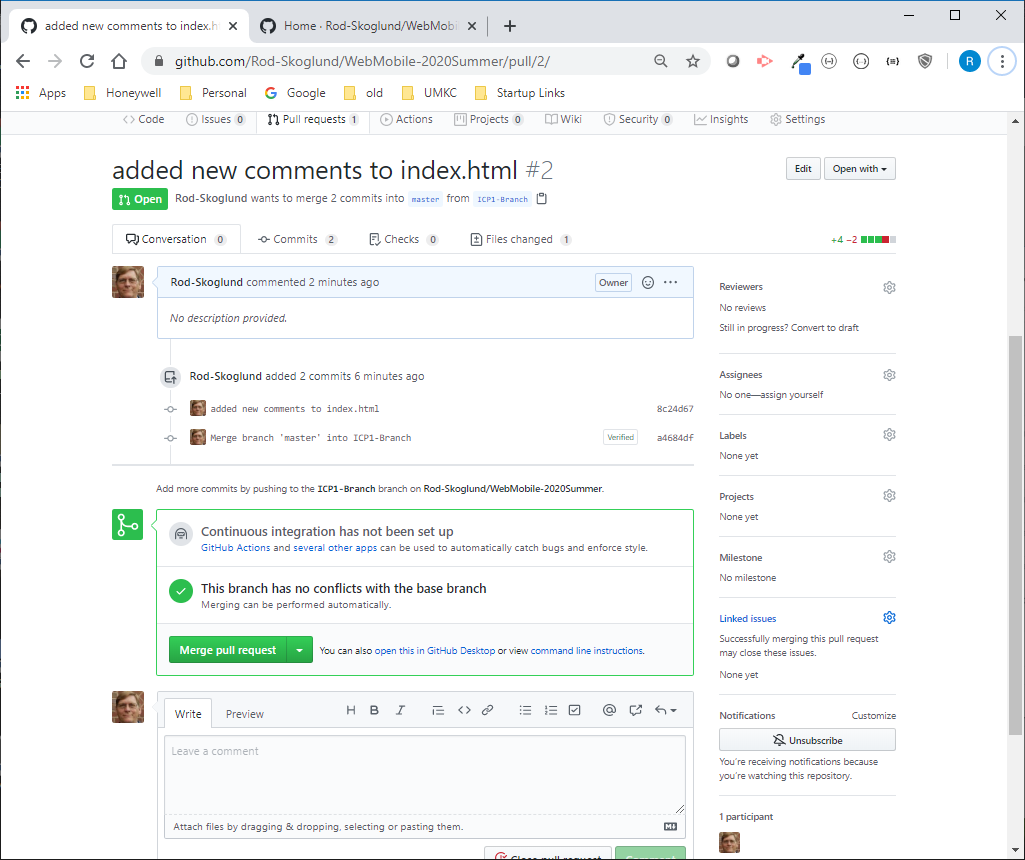 added new comments to index.h
Home · Rod-Skoglund/WebMobil
github.com/Rod-Skoglund/WebMobile-2020Summer/pull/2/
R
Apps Honeywell Personal Google old UMKC Startup Links
Code Issues 0 Pull requests 1 Actions Projects 0 Wiki Security 0 Insights Settings
added new comments to index.html #2
Edit Open with
Open Rod-Skoglund wants to merge 2 commits into master from ICP1-Branch
Conversation 0 Commits 2 Checks 0 Files changed 1 +4 −2
Rod-Skoglund commented 2 minutes ago Owner
No description provided.
Rod-Skoglund added 2 commits 6 minutes ago
added new comments to index.html 8c24d67
Merge branch 'master' into ICP1-Branch Verified a4684df
Add more commits by pushing to the ICP1-Branch branch on Rod-Skoglund/WebMobile-2020Summer.
Continuous integration has not been set up
GitHub Actions and several other apps can be used to automatically catch bugs and enforce style.
This branch has no conflicts with the base branch
Merging can be performed automatically.
Merge pull request You can also open this in GitHub Desktop or view command line instructions.
Write Preview H B I
Leave a comment
Attach files by dragging & dropping, selecting or pasting them.
Close pull request Comment
Reviewers
No reviews
Still in progress? Convert to draft
Assignees
No one—assign yourself
Labels
None yet
Projects
None yet
Milestone
No milestone
Linked issues
Successfully merging this pull request
may close these issues.
None yet
Notifications Customize
Unsubscribe
You're receiving notifications because
you're watching this repository.
1 participant